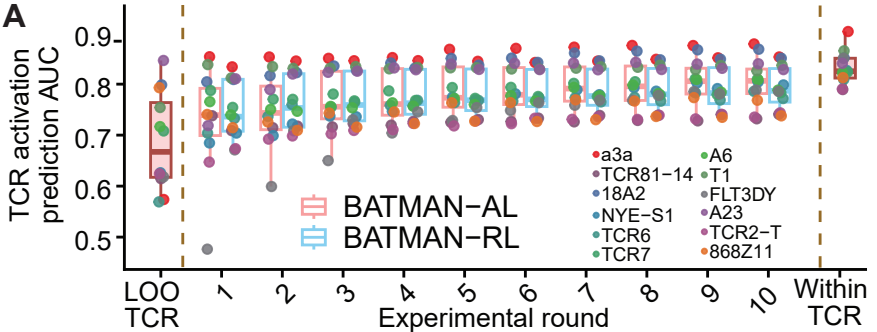 A
TCR activation
prediction AUC
0.9
0.8
0.7
0.6
0.5
BATMAN-AL
BATMAN-RL
a3a
TCR81-14
18A2
NYE-S1
TCR6
TCR7
A6
T1
FLT3DY
A23
TCR2-T
868Z11
LOO
TCR
1 2 3 4 5 6 7 8 9 10
Within
TCR
Experimental round